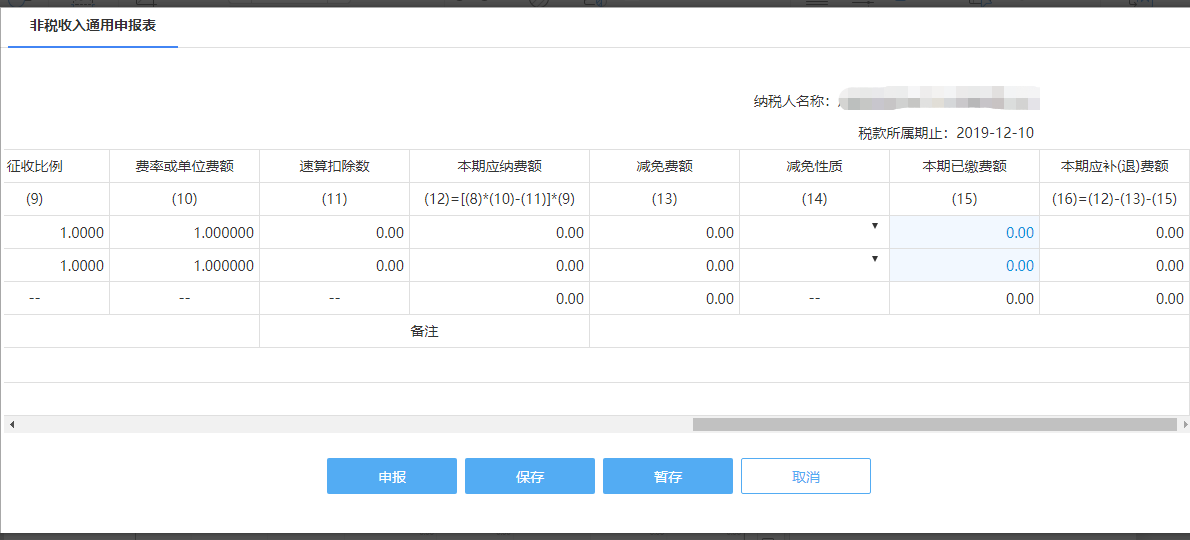 非税收入通用申报表
纳税人名称：
税款所属期止：2019-12-10
征收比例 费率或单位费额 速算扣除数 本期应纳费额 减免费额 减免性质 本期已缴费额 本期应补(退)费额
(9) (10) (11) (12)=[(8)*(10)-(11)]*(9) (13) (14) (15) (16)=(12)-(13)-(15)
1.0000 1.000000 0.00 0.00 0.00 0.00 0.00
1.0000 1.000000 0.00 0.00 0.00 0.00 0.00
-- -- -- 0.00 0.00 -- 0.00 0.00
备注
申报 保存 暂存 取消